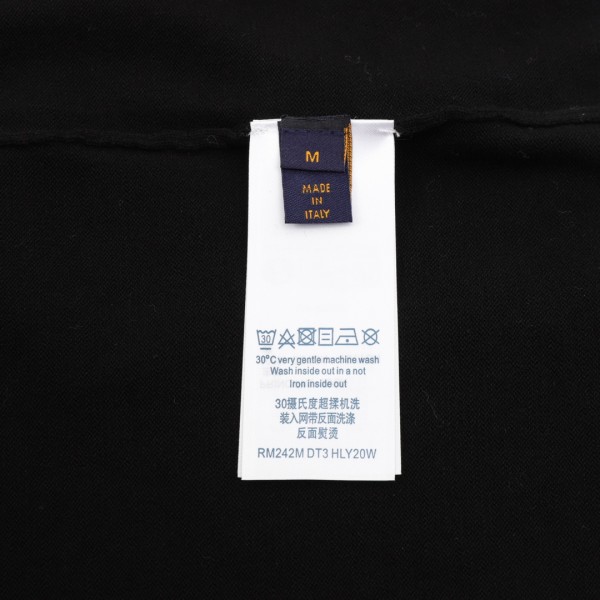 M
MADE
IN
ITALY
30
30°C very gentle machine wash
Wash inside out in a not
Iron inside out
30摄氏度超揉机洗
装入网带反面洗涤
反面熨烫
RM242M DT3 HLY20W